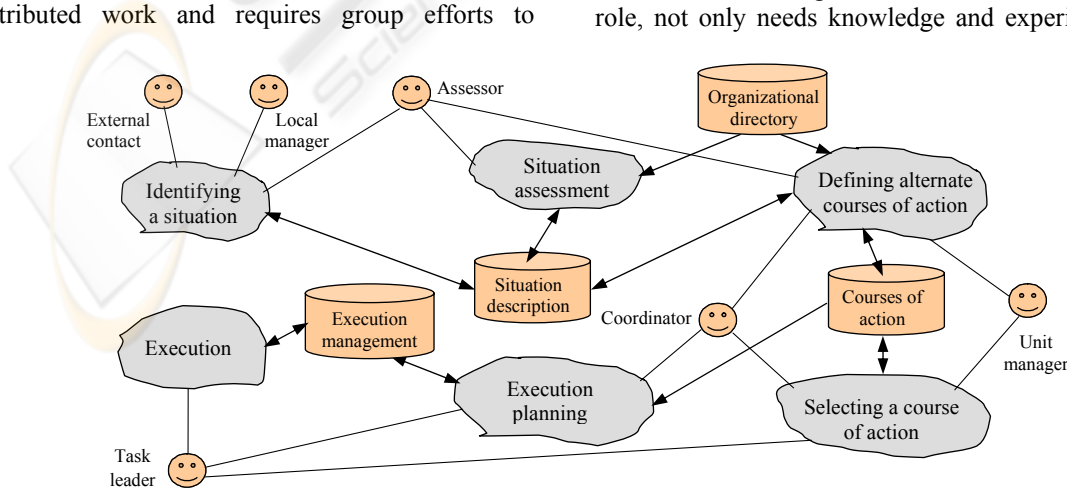 tributed work and requires group efforts to
role, not only needs knowledge and experi
External
contact
Local
manager
Assessor
Organizational
directory
Identifying
a situation
Situation
assessment
Defining alternate
courses of action
Situation
description
Execution
Execution
management
Coordinator
Courses of
action
Unit
manager
Execution
planning
Selecting a course
of action
Task
leader